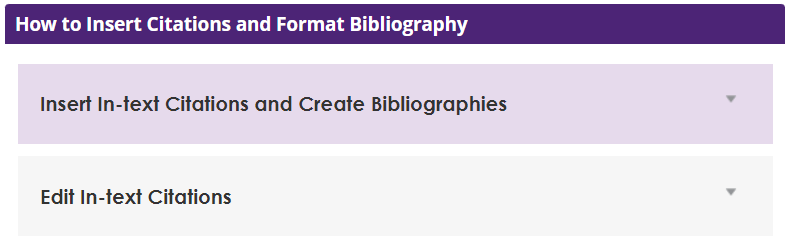 How to Insert Citations and Format Bibliography
Insert In-text Citations and Create Bibliographies
Edit In-text Citations